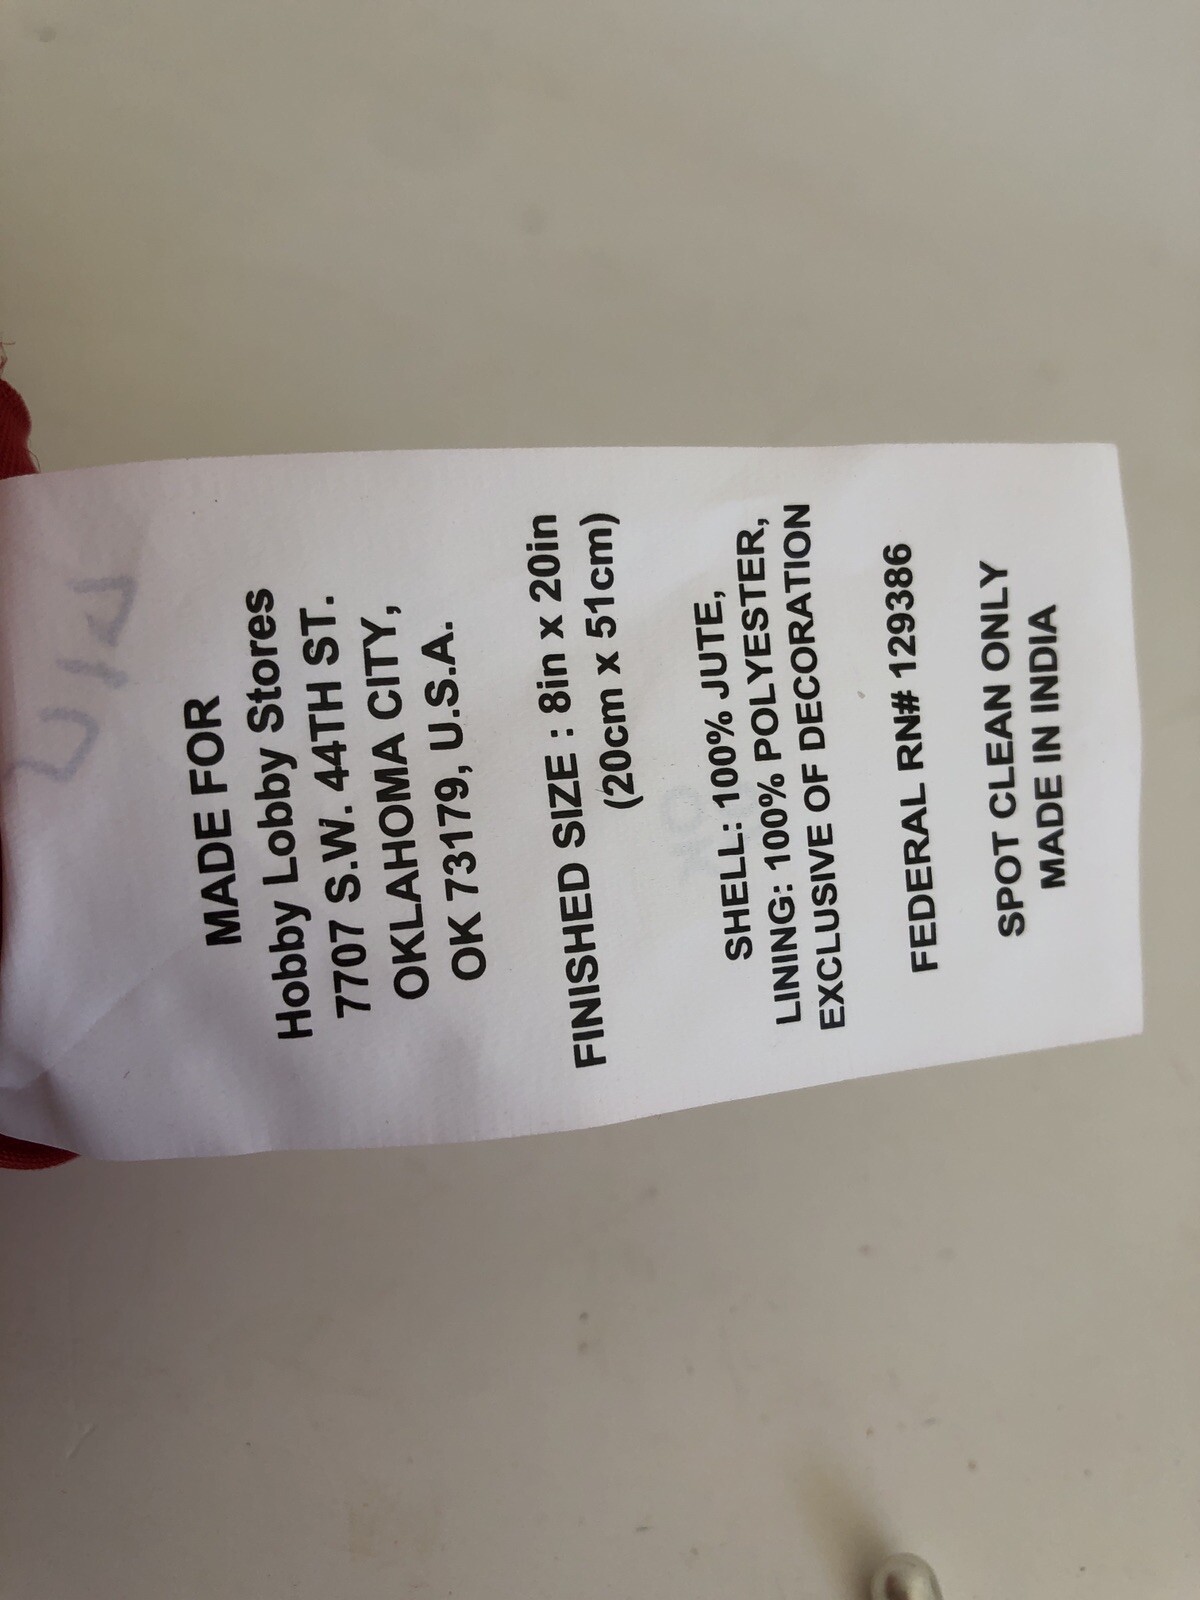 MADE FOR
Hobby Lobby Stores
7707 S.W. 44TH ST.
OKLAHOMA CITY,
OK 73179, U.S.A.
FINISHED SIZE : 8in x 20in
(20cm x 51cm)
SHELL: 100% JUTE,
LINING: 100% POLYESTER,
EXCLUSIVE OF DECORATION
FEDERAL RN# 129386
SPOT CLEAN ONLY
MADE IN INDIA